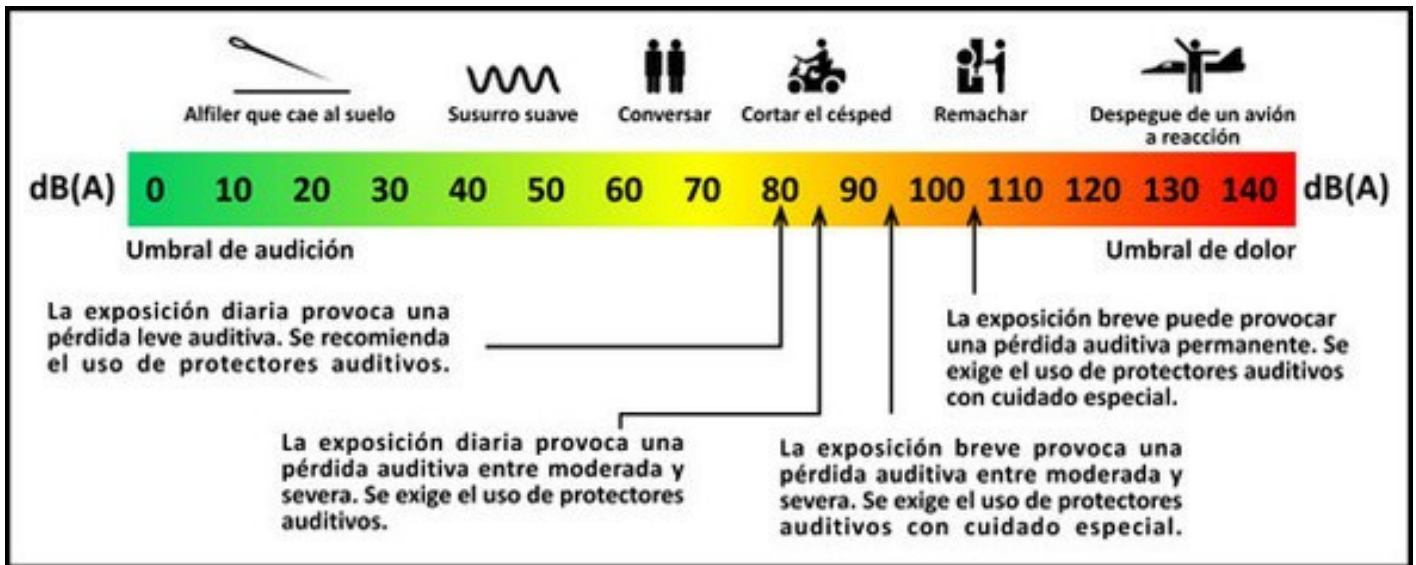 Alfiler que cae al suelo
Susurro suave
Conversar
Cortar el césped
Remachar
Despegue de un avión
a reacción
dB(A) 0 10 20 30 40 50 60 70 80 90 100 110 120 130 140 dB(A)
Umbral de audición
Umbral de dolor
La exposición diaria provoca una
pérdida leve auditiva. Se recomienda
el uso de protectores auditivos.
La exposición diaria provoca una
pérdida auditiva entre moderada y
severa. Se exige el uso de protectores
auditivos.
La exposición breve provoca una
pérdida auditiva entre moderada y
severa. Se exige el uso de protectores
auditivos con cuidado especial.
La exposición breve puede provocar
una pérdida auditiva permanente. Se
exige el uso de protectores auditivos
con cuidado especial.